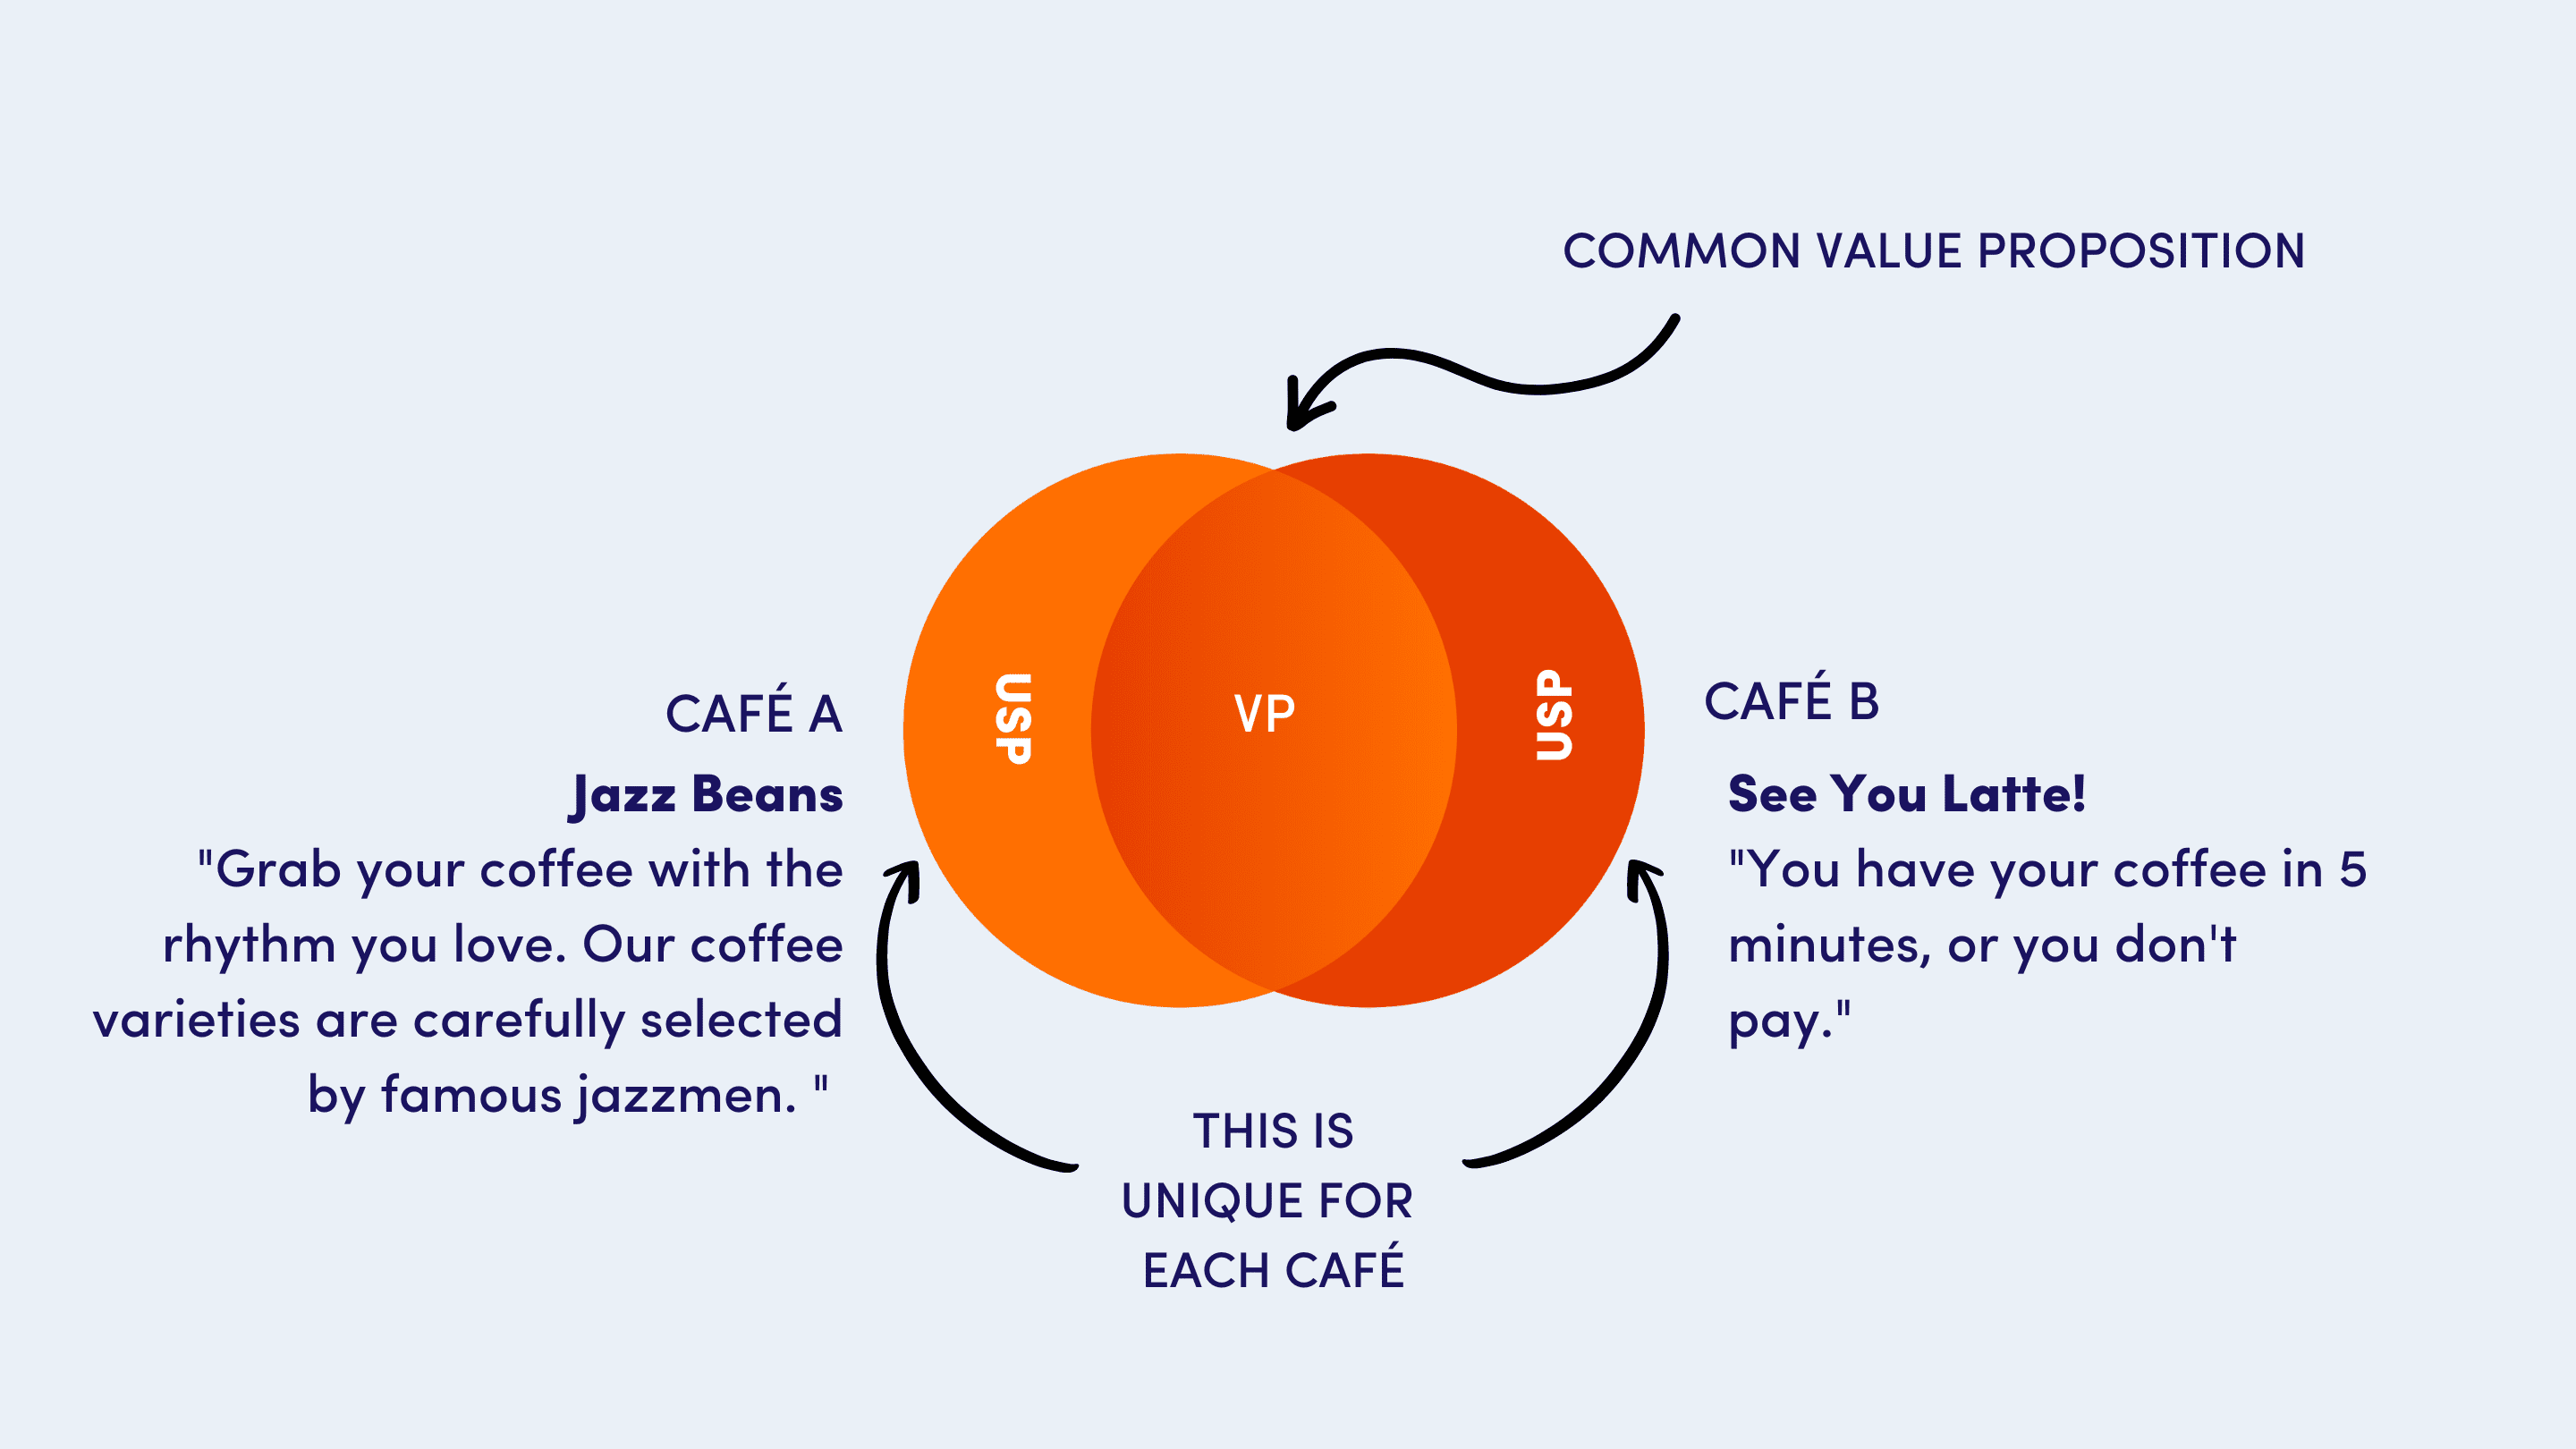 COMMON VALUE PROPOSITION
USP
VP
USP
CAFÉ A
Jazz Beans
"Grab your coffee with the
rhythm you love. Our coffee
varieties are carefully selected
by famous jazzmen. "
CAFÉ B
See You Latte!
"You have your coffee in 5
minutes, or you don't
pay."
THIS IS
UNIQUE FOR
EACH CAFÉ